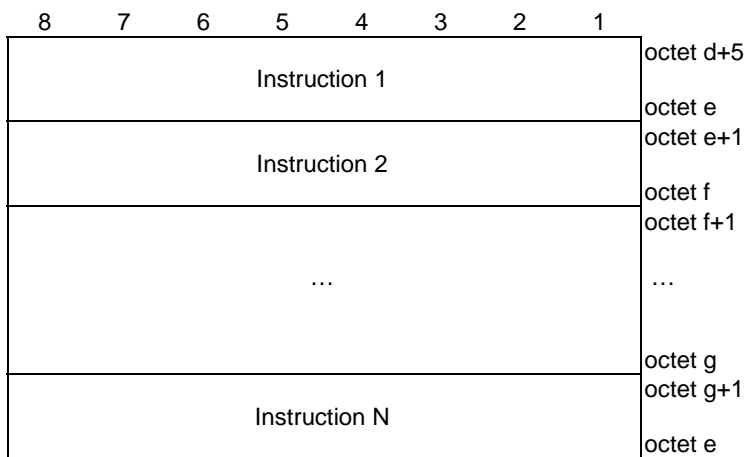 8 7 6 5 4 3 2 1
octet d+5
Instruction 1
octet e
octet e+1
Instruction 2
octet f
octet f+1
… …
octet g
octet g+1
Instruction N
octet e